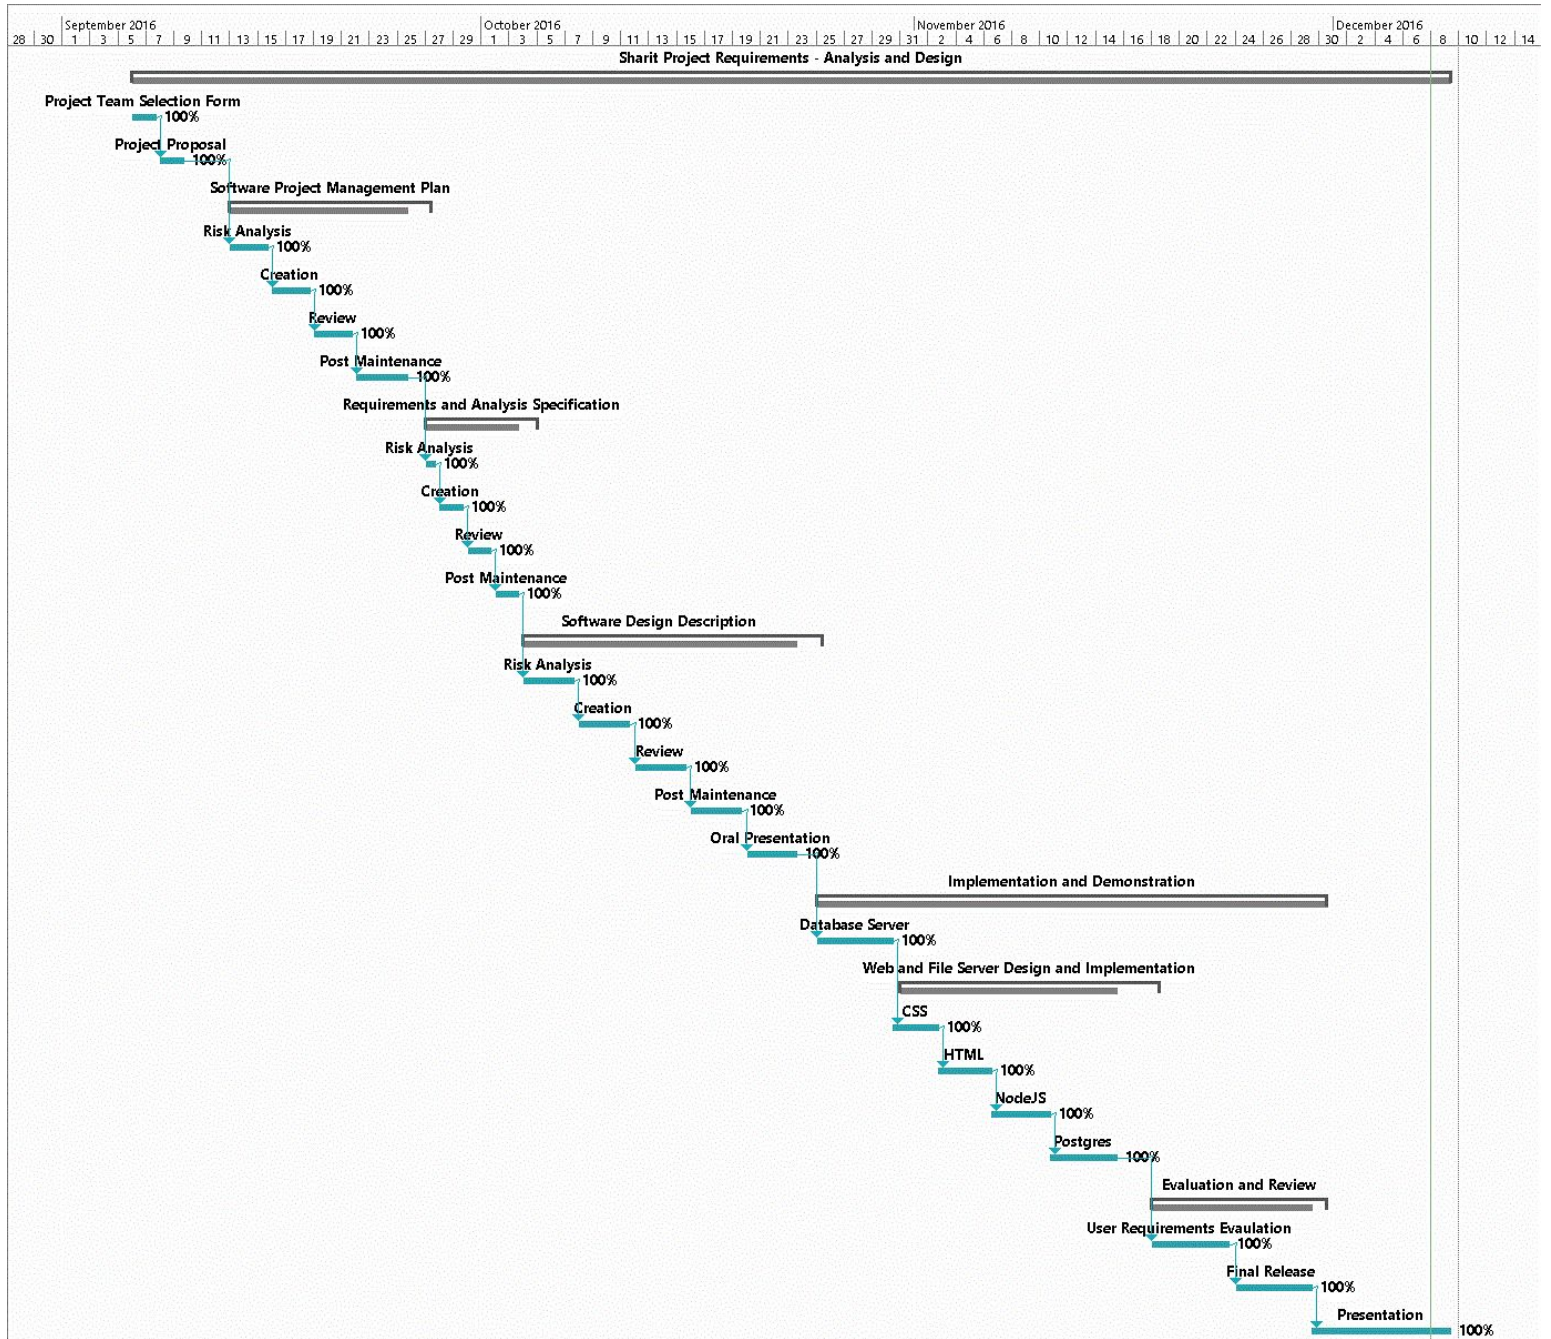 September 2016 October 2016 November 2016 December 2016
28 30 1 3 5 7 9 11 13 15 17 19 21 23 25 27 29 1 3 5 7 9 11 13 15 17 19 21 23 25 27 29 31 2 4 6 8 10 12 14 16 18 20 22 24 26 28 30 2 4 6 8 10 12 14
Sharit Project Requirements - Analysis and Design
Project Team Selection Form
100%
Project Proposal
100%
Software Project Management Plan
Risk Analysis
100%
Creation
100%
Review
100%
Post Maintenance
100%
Requirements and Analysis Specification
Risk Analysis
100%
Creation
100%
Review
100%
Post Maintenance
100%
Software Design Description
Risk Analysis
100%
Creation
100%
Review
100%
Post Maintenance
100%
Oral Presentation
100%
Implementation and Demonstration
Database Server
100%
Web and File Server Design and Implementation
CSS
100%
HTML
100%
NodeJS
100%
Postgres
100%
Evaluation and Review
User Requirements Evaulation
100%
Final Release
100%
Presentation
100%